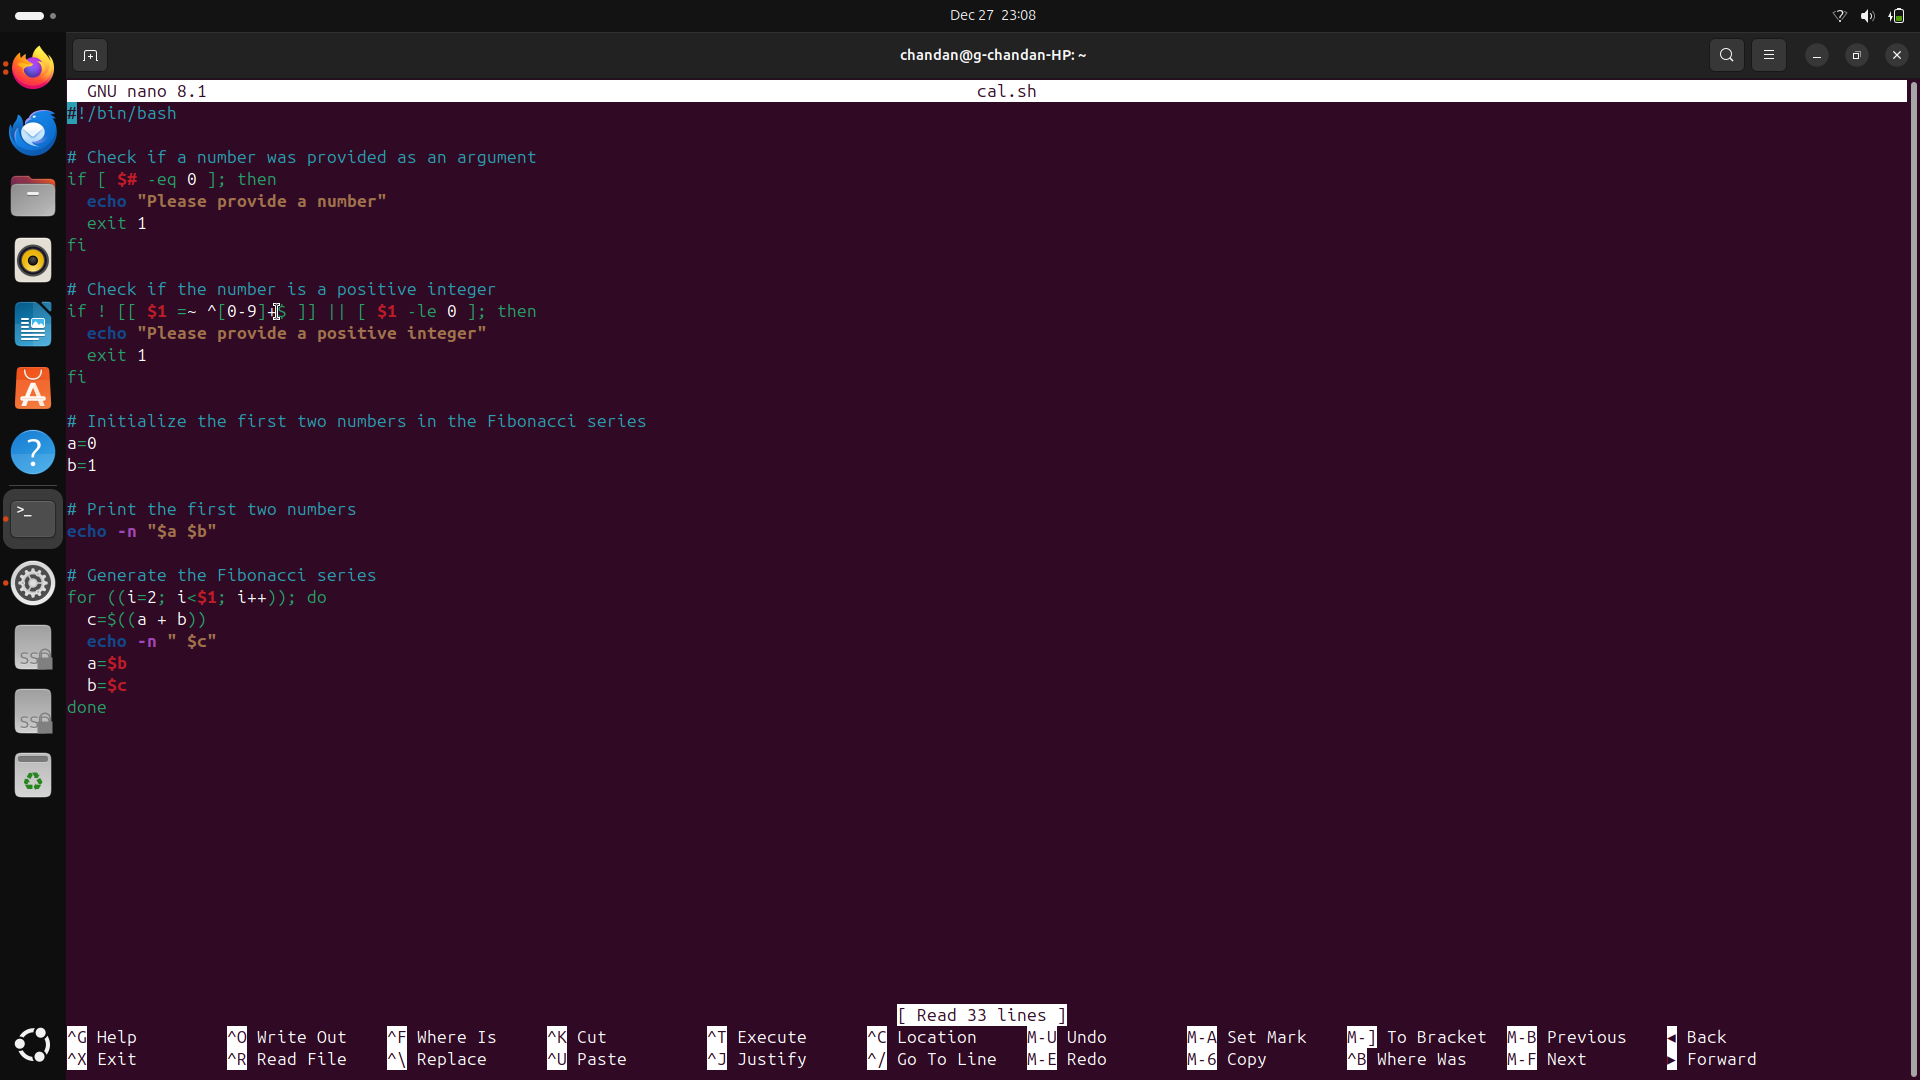 Dec 27 23:08
chandan@g-chandan-HP: ~
GNU nano 8.1 cal.sh
#!/bin/bash
# Check if a number was provided as an argument
if [ $# -eq 0 ]; then
  echo "Please provide a number"
  exit 1
fi
# Check if the number is a positive integer
if ! [[ $1 =~ ^[0-9]+$ ]] || [ $1 -le 0 ]; then
  echo "Please provide a positive integer"
  exit 1
fi
# Initialize the first two numbers in the Fibonacci series
a=0
b=1
# Print the first two numbers
echo -n "$a $b"
# Generate the Fibonacci series
for ((i=2; i<$1; i++)); do
  c=$((a + b))
  echo -n " $c"
  a=$b
  b=$c
done
[ Read 33 lines ]
^G Help ^O Write Out ^F Where Is ^K Cut ^T Execute ^C Location M-U Undo M-A Set Mark M-] To Bracket M-B Previous ◂ Back
^X Exit ^R Read File ^\ Replace ^U Paste ^J Justify ^/ Go To Line M-E Redo M-6 Copy ^B Where Was M-F Next ▸ Forward